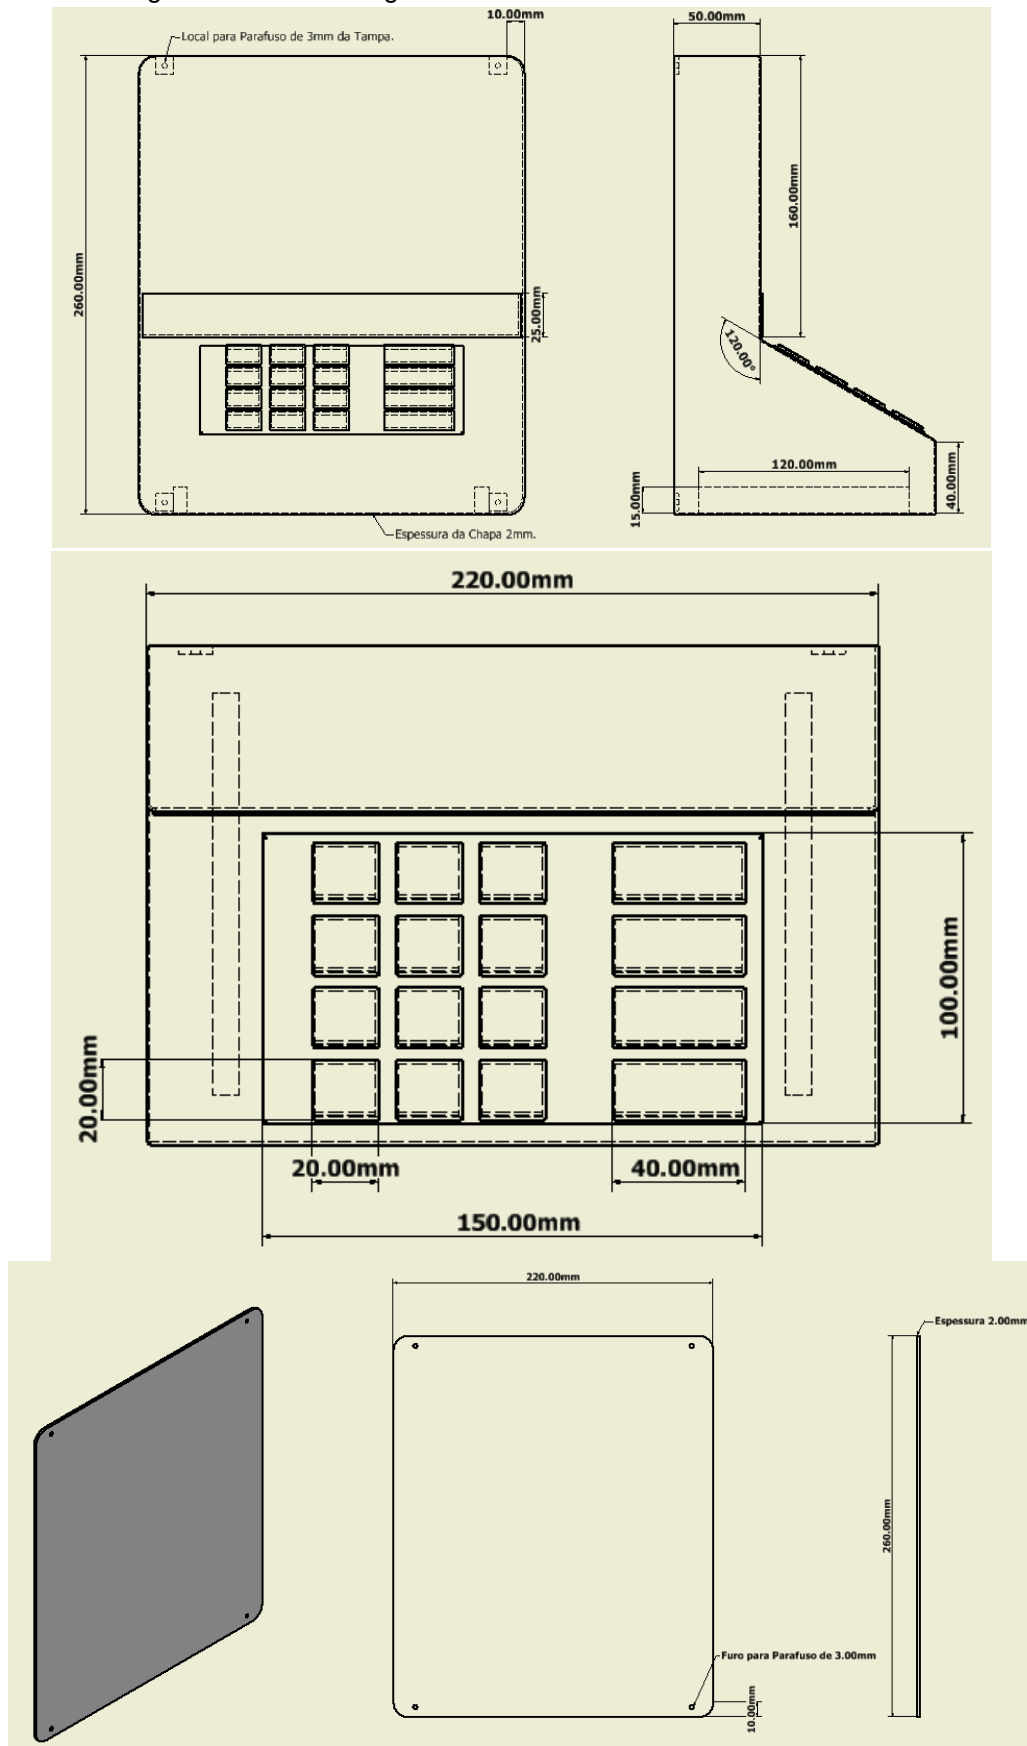 10.00mm
50.00mm
Local para Parafuso de 3mm da Tampa.
260.00mm
160.00mm
25.00mm
120.00°
120.00mm
15.00mm
40.00mm
Espessura da Chapa 2mm.
220.00mm
100.00mm
20.00mm
20.00mm
40.00mm
150.00mm
220.00mm
Espessura 2.00mm
260.00mm
Furo para Parafuso de 3.00mm
10.00mm